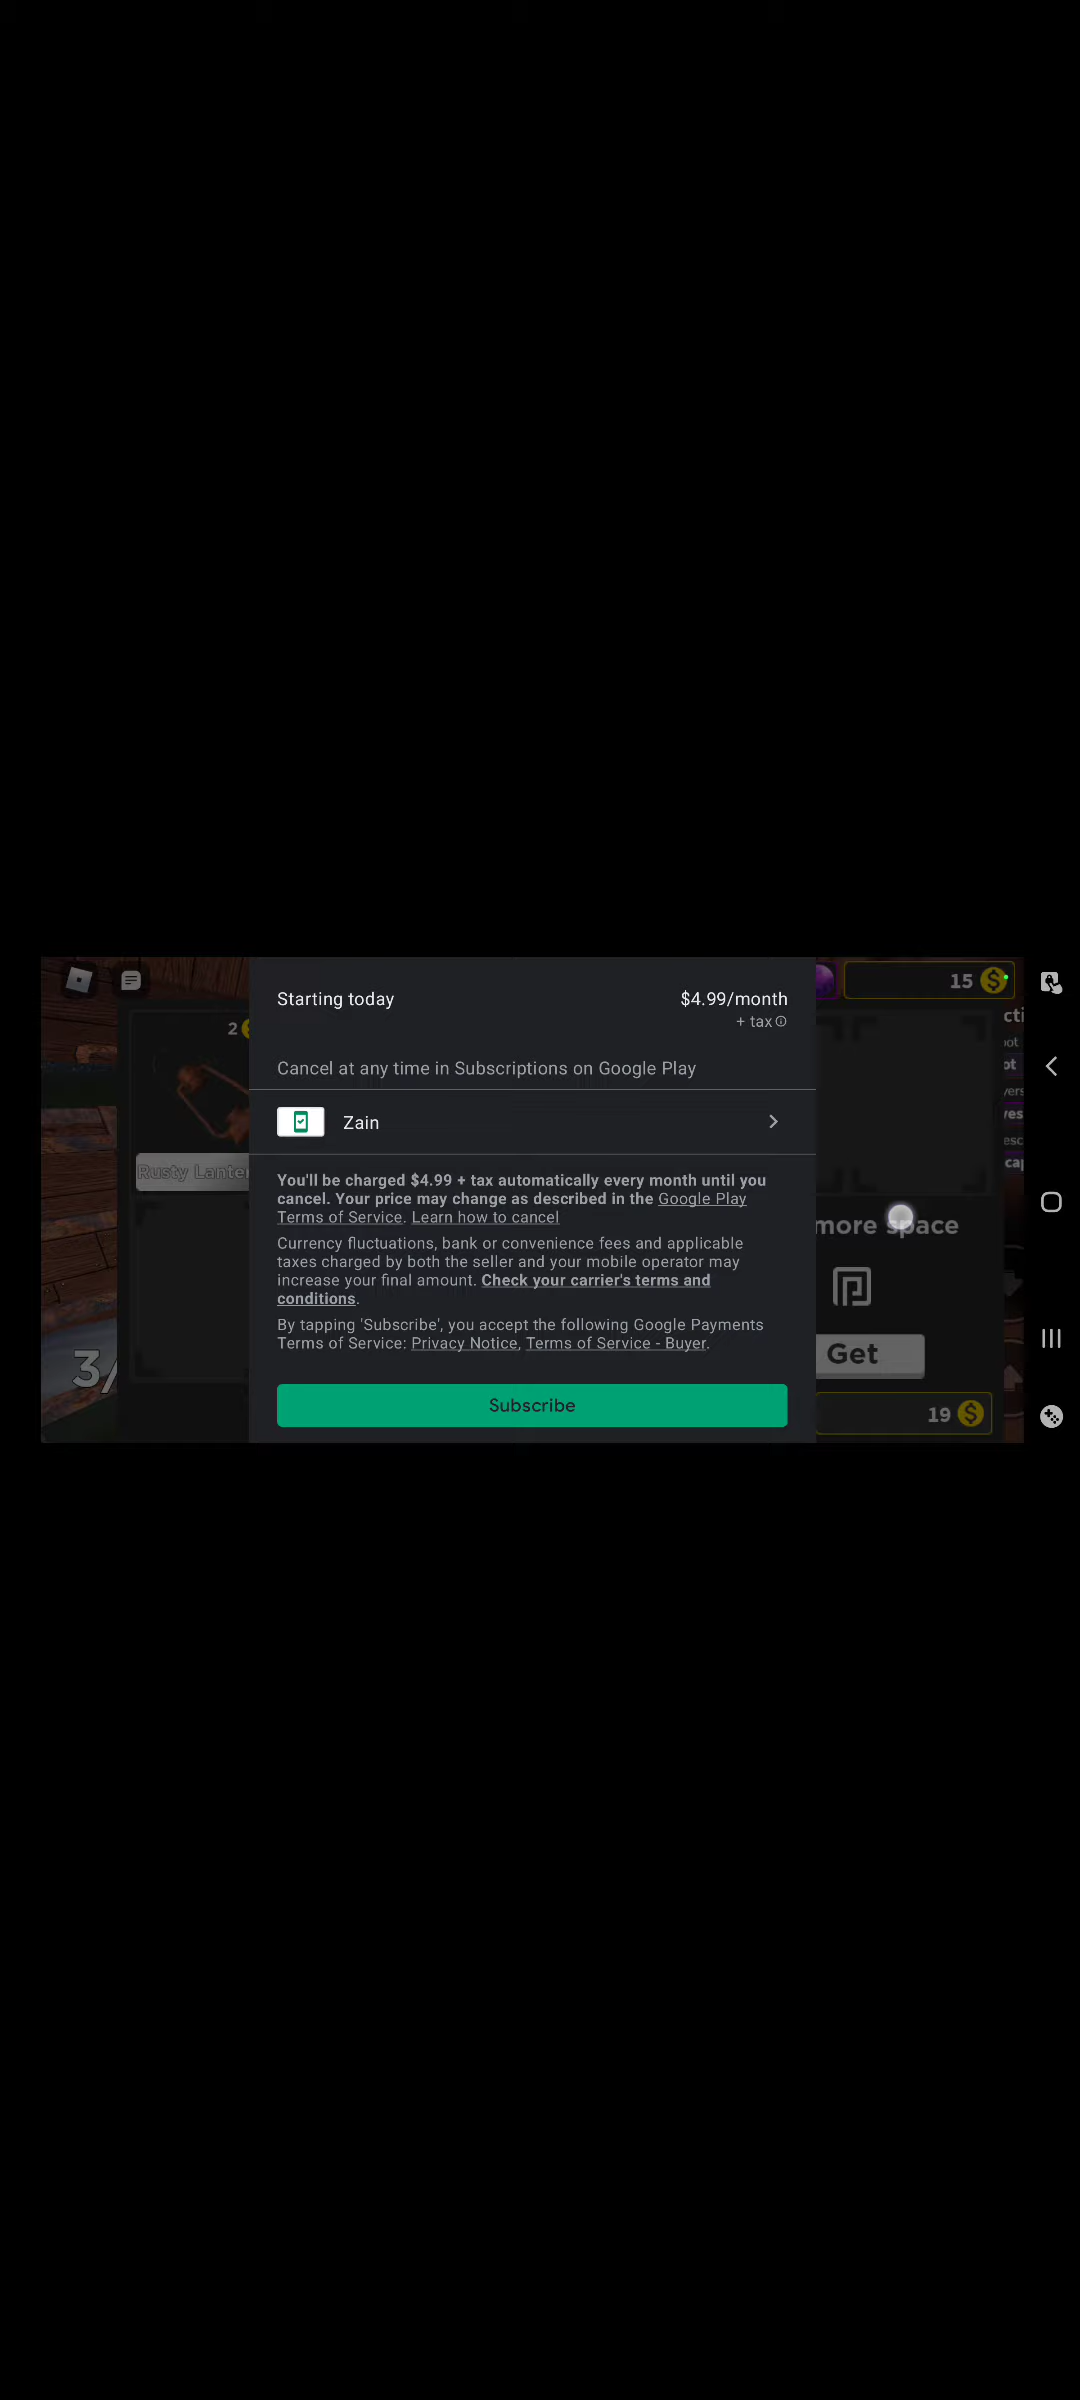 15
Starting today
$4.99/month
+ tax
2
Cancel at any time in Subscriptions on Google Play
Zain
Rusty Lanter
You'll be charged $4.99 + tax automatically every month until you
cancel. Your price may change as described in the Google Play
Terms of Service. Learn how to cancel
more space
Currency fluctuations, bank or convenience fees and applicable
taxes charged by both the seller and your mobile operator may
increase your final amount. Check your carrier's terms and
conditions.
By tapping 'Subscribe', you accept the following Google Payments
Terms of Service: Privacy Notice, Terms of Service - Buyer.
Get
3/
Subscribe
19